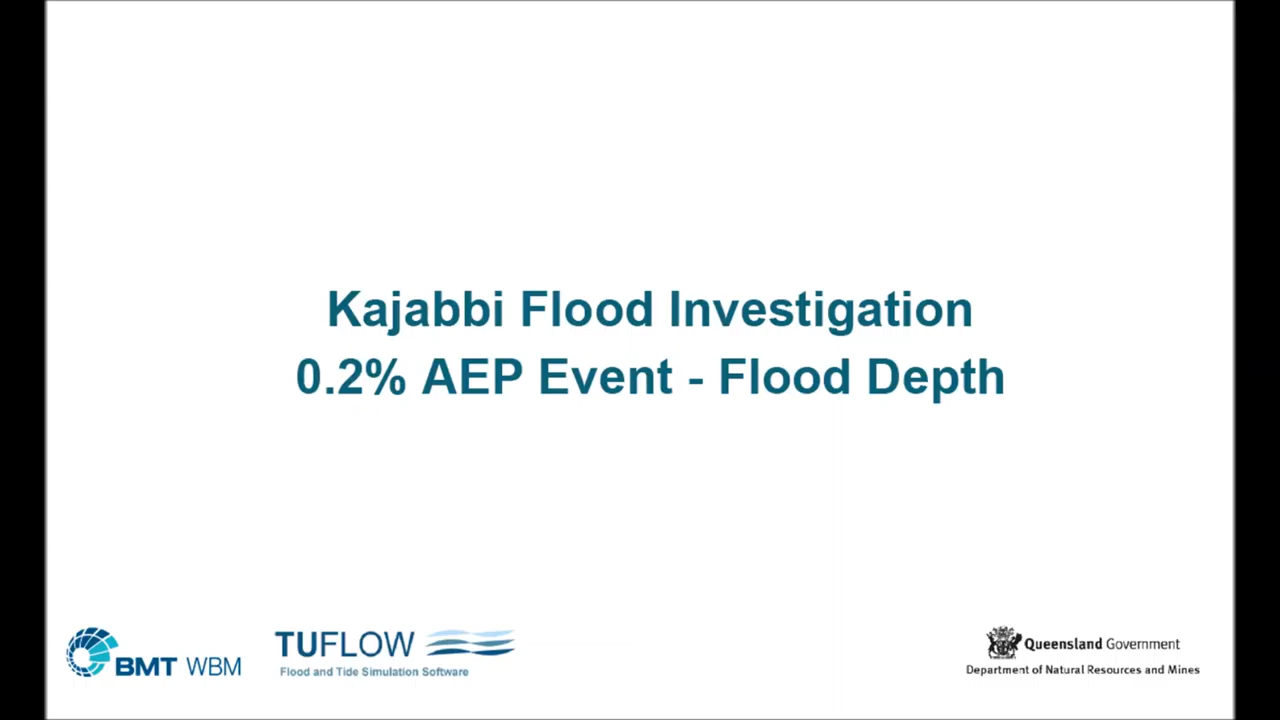 Kajabbi Flood Investigation
0.2% AEP Event - Flood Depth
BMT WBM
TUFLOW
Flood and Tide Simulation Software
Queensland Government
Department of Natural Resources and Mines